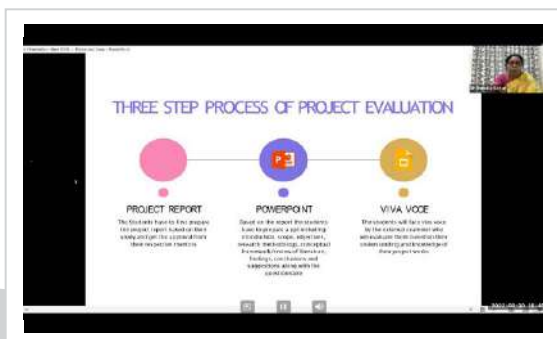 THREE STEP PROCESS OF PROJECT EVALUATION
PROJECT REPORT
The Students have to first prepare
the project report based on their
study and get the approval from
their respective mentors
POWERPOINT
Based on the report the students
have to prepare a ppt including
introduction, scope, objectives,
research methodology, conceptual
framework/review of literature,
findings, conclusions and
suggestions along with the
questionnaire
VIVA VOCE
The students will face viva voce
by the external examiner who
will evaluate them based on their
understanding and knowledge of
their project works